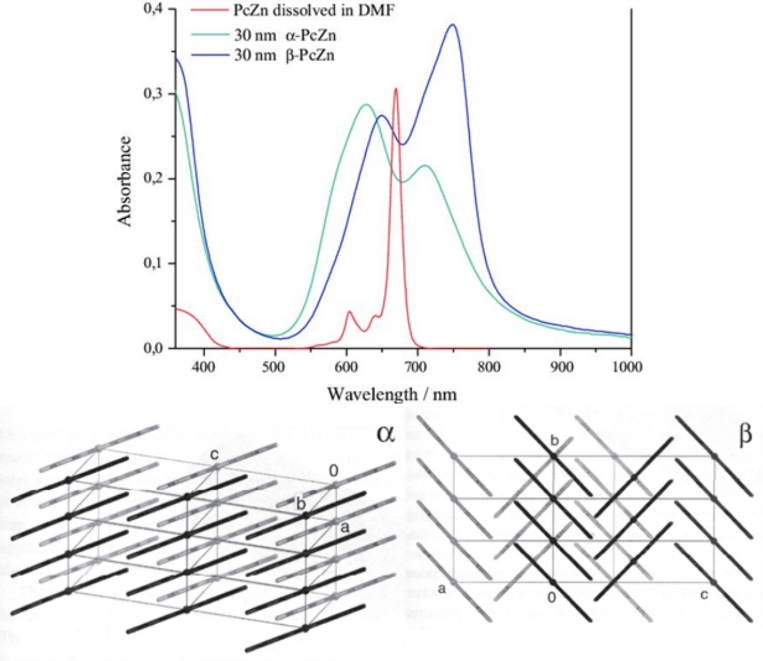 0,4
PcZn dissolved in DMF
30 nm α-PcZn
30 nm β-PcZn
0,3
0,2
0,1
0,0
Absorbance
400 500 600 700 800 900 1000
Wavelength / nm
α
c
0
b
a
β
b
a
0
c